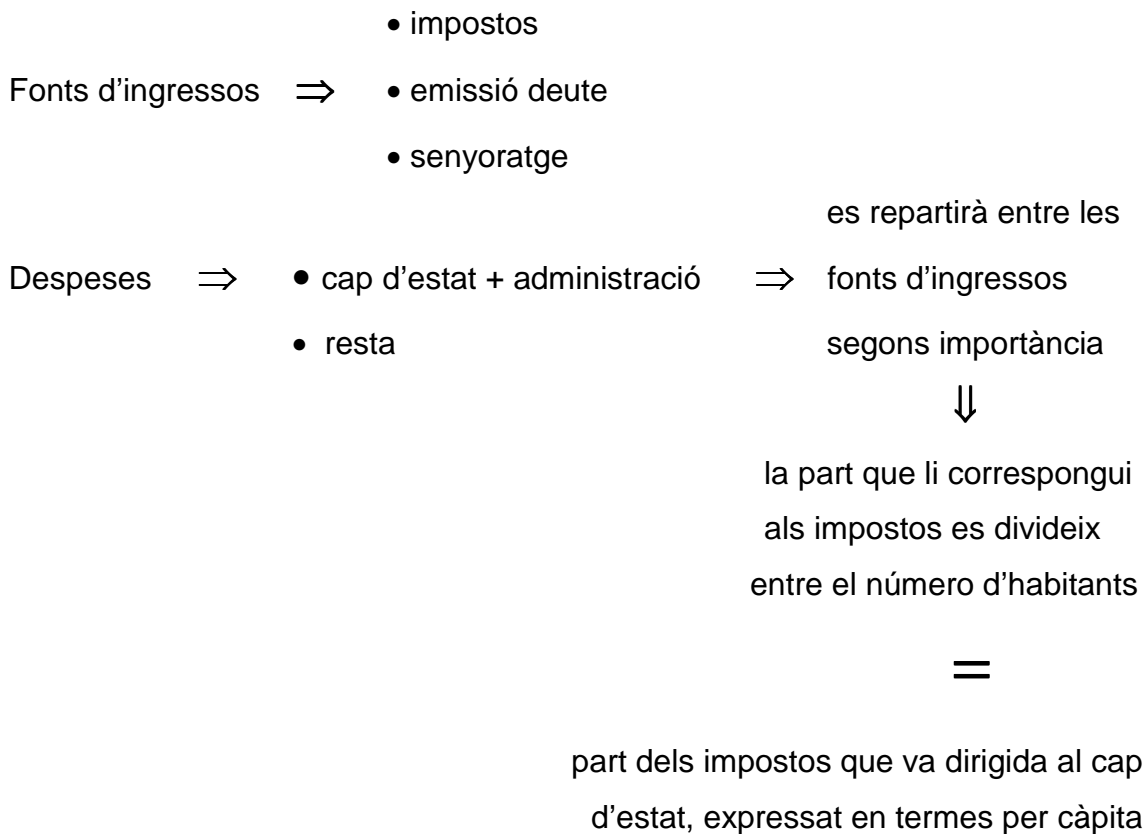 • impostos
Fonts d'ingressos ⇒ • emissió deute
• senyoratge
es repartirà entre les
Despeses ⇒ • cap d'estat + administració ⇒ fonts d'ingressos
• resta segons importància
⇓
la part que li correspongui
als impostos es divideix
entre el número d'habitants
=
part dels impostos que va dirigida al cap
d'estat, expressat en termes per càpita